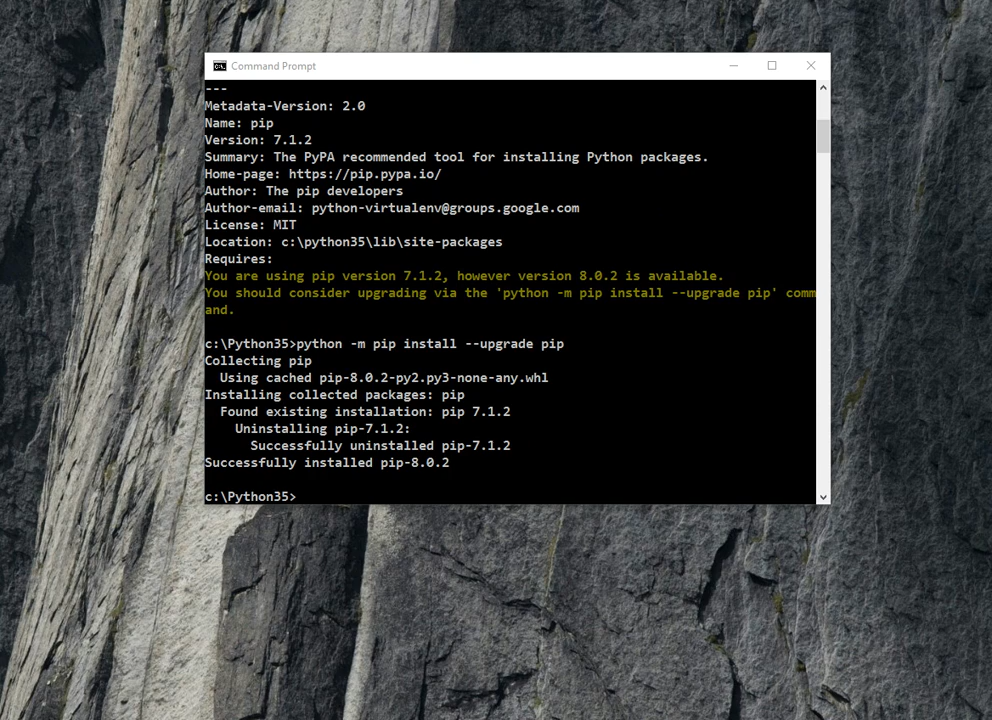 Command Prompt
---
Metadata-Version: 2.0
Name: pip
Version: 7.1.2
Summary: The PyPA recommended tool for installing Python packages.
Home-page: https://pip.pypa.io/
Author: The pip developers
Author-email: python-virtualenv@groups.google.com
License: MIT
Location: c:\python35\lib\site-packages
Requires:
You are using pip version 7.1.2, however version 8.0.2 is available.
You should consider upgrading via the 'python -m pip install --upgrade pip' comm
and.
c:\Python35>python -m pip install --upgrade pip
Collecting pip
  Using cached pip-8.0.2-py2.py3-none-any.whl
Installing collected packages: pip
  Found existing installation: pip 7.1.2
    Uninstalling pip-7.1.2:
      Successfully uninstalled pip-7.1.2
Successfully installed pip-8.0.2
c:\Python35>